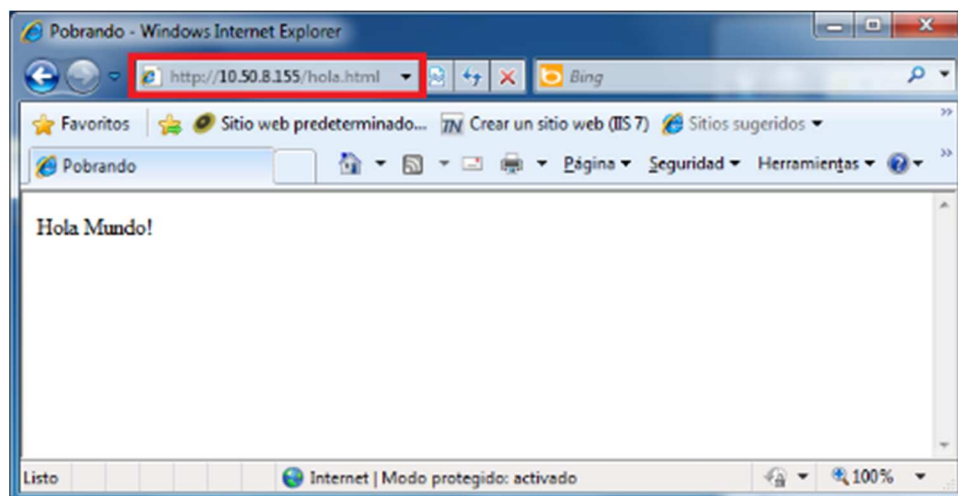 Pobrando - Windows Internet Explorer
http://10.50.8.155/hola.html
Bing
Favoritos Sitio web predeterminado... TN Crear un sitio web (IIS 7) Sitios sugeridos
Pobrando Página Seguridad Herramientas
Hola Mundo!
Listo Internet | Modo protegido: activado 100%